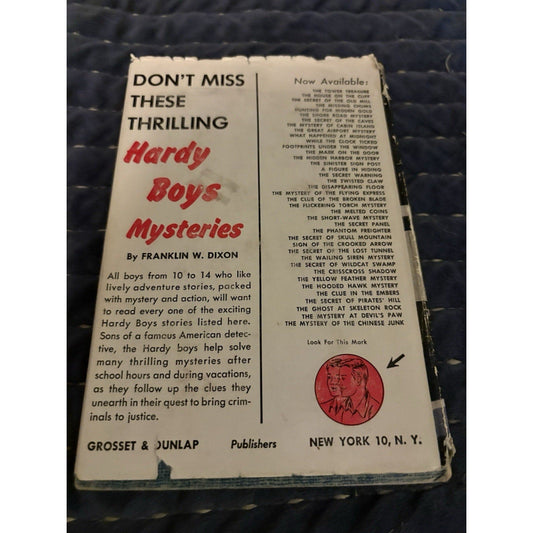 DON'T MISS
THESE
THRILLING
Hardy
Boys
Mysteries
By FRANKLIN W. DIXON
All boys from 10 to 14 who like
lively adventure stories, packed
with mystery and action, will want
to read every one of the exciting
Hardy Boys stories listed here.
Sons of a famous American detec-
tive, the Hardy boys help solve
many thrilling mysteries after
school hours and during vacations,
as they follow up the clues they
unearth in their quest to bring crim-
inals to justice.
Now Available:
THE TOWER TREASURE
THE HOUSE ON THE CLIFF
THE SECRET OF THE OLD MILL
THE MISSING CHUMS
HUNTING FOR HIDDEN GOLD
THE SHORE ROAD MYSTERY
THE SECRET OF THE CAVES
THE MYSTERY OF CABIN ISLAND
THE GREAT AIRPORT MYSTERY
WHAT HAPPENED AT MIDNIGHT
WHILE THE CLOCK TICKED
FOOTPRINTS UNDER THE WINDOW
THE MARK ON THE DOOR
THE HIDDEN HARBOR MYSTERY
THE SINISTER SIGN POST
A FIGURE IN HIDING
THE SECRET WARNING
THE TWISTED CLAW
THE DISAPPEARING FLOOR
THE MYSTERY OF THE FLYING EXPRESS
THE CLUE OF THE BROKEN BLADE
THE FLICKERING TORCH MYSTERY
THE MELTED COINS
THE SHORT-WAVE MYSTERY
THE SECRET PANEL
THE PHANTOM FREIGHTER
THE SECRET OF SKULL MOUNTAIN
SIGN OF THE CROOKED ARROW
THE SECRET OF THE LOST TUNNEL
THE WAILING SIREN MYSTERY
THE SECRET OF WILDCAT SWAMP
THE CRISSCROSS SHADOW
THE YELLOW FEATHER MYSTERY
THE HOODED HAWK MYSTERY
THE CLUE IN THE EMBERS
THE SECRET OF PIRATES' HILL
THE GHOST AT SKELETON ROCK
THE MYSTERY AT DEVIL'S PAW
THE MYSTERY OF THE CHINESE JUNK
Look For This Mark
GROSSET & DUNLAP Publishers NEW YORK 10, N. Y.